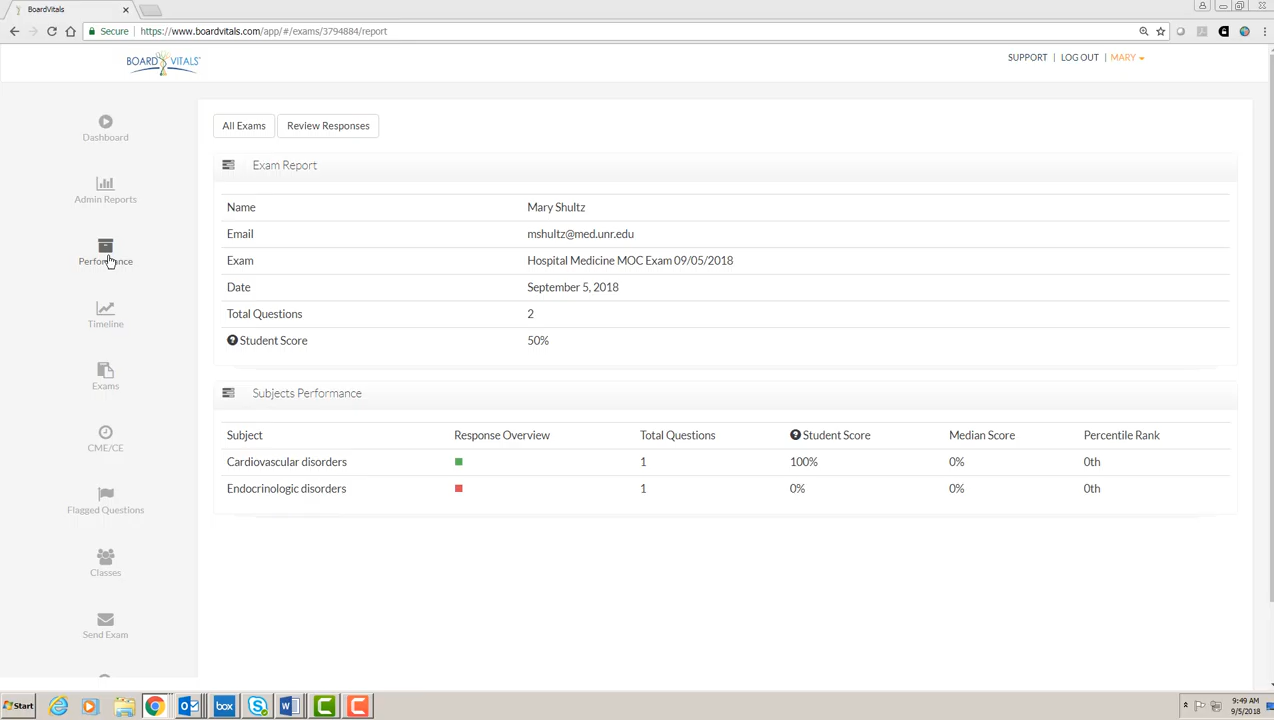 BoardVitals
Secure https://www.boardvitals.com/app/#/exams/3794884/report
BOARD VITALS
SUPPORT | LOG OUT | MARY
Dashboard
Admin Reports
Performance
Timeline
Exams
CME/CE
Flagged Questions
Classes
Send Exam
All Exams Review Responses
Exam Report
Name Mary Shultz
Email mshultz@med.unr.edu
Exam Hospital Medicine MOC Exam 09/05/2018
Date September 5, 2018
Total Questions 2
Student Score 50%
Subjects Performance
Subject Response Overview Total Questions Student Score Median Score Percentile Rank
Cardiovascular disorders 1 100% 0% 0th
Endocrinologic disorders 1 0% 0% 0th
Start
box
9:49 AM
9/5/2018